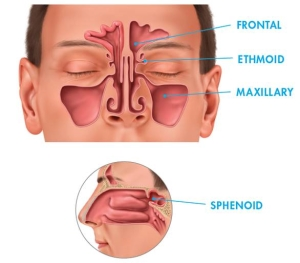 FRONTAL
ETHMOID
MAXILLARY
SPHENOID